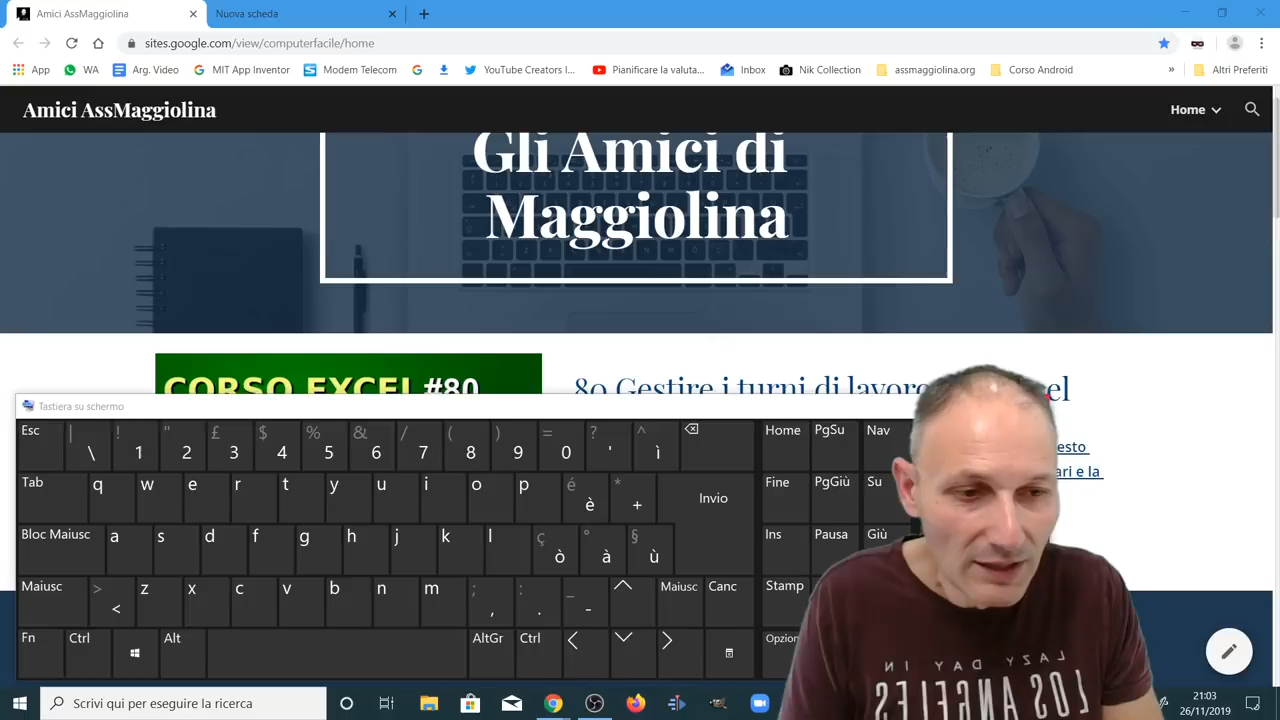 Amici AssMaggiolina
Nuova scheda
sites.google.com/view/computerfacile/home
App WA Arg. Video MIT App Inventor Modem Telecom YouTube Creators I... Pianificare la valuta... Inbox Nik Collection assmaggiolina.org Corso Android » Altri Preferiti
Amici AssMaggiolina
Home
Gli Amici di
Maggiolina
CORSO EXCEL #80
80 Gestire i turni di lavoro
el
esto
ari e la
Tastiera su schermo
Esc | \ ! 1 " 2 £ 3 $ 4 % 5 & 6 / 7 ( 8 ) 9 = 0 ? ' ^ ì Home PgSu Nav
Tab q w e r t y u i o p é è * + Invio Fine PgGiù Su
Bloc Maiusc a s d f g h j k l ç ò ° à § ù Ins Pausa Giù
Maiusc > < z x c v b n m ; , : . _ - Maiusc Canc Stamp
Fn Ctrl Alt AltGr Ctrl Opzion
LAZY DAY IN
LOS ANGELES
Scrivi qui per eseguire la ricerca
21:03
26/11/2019